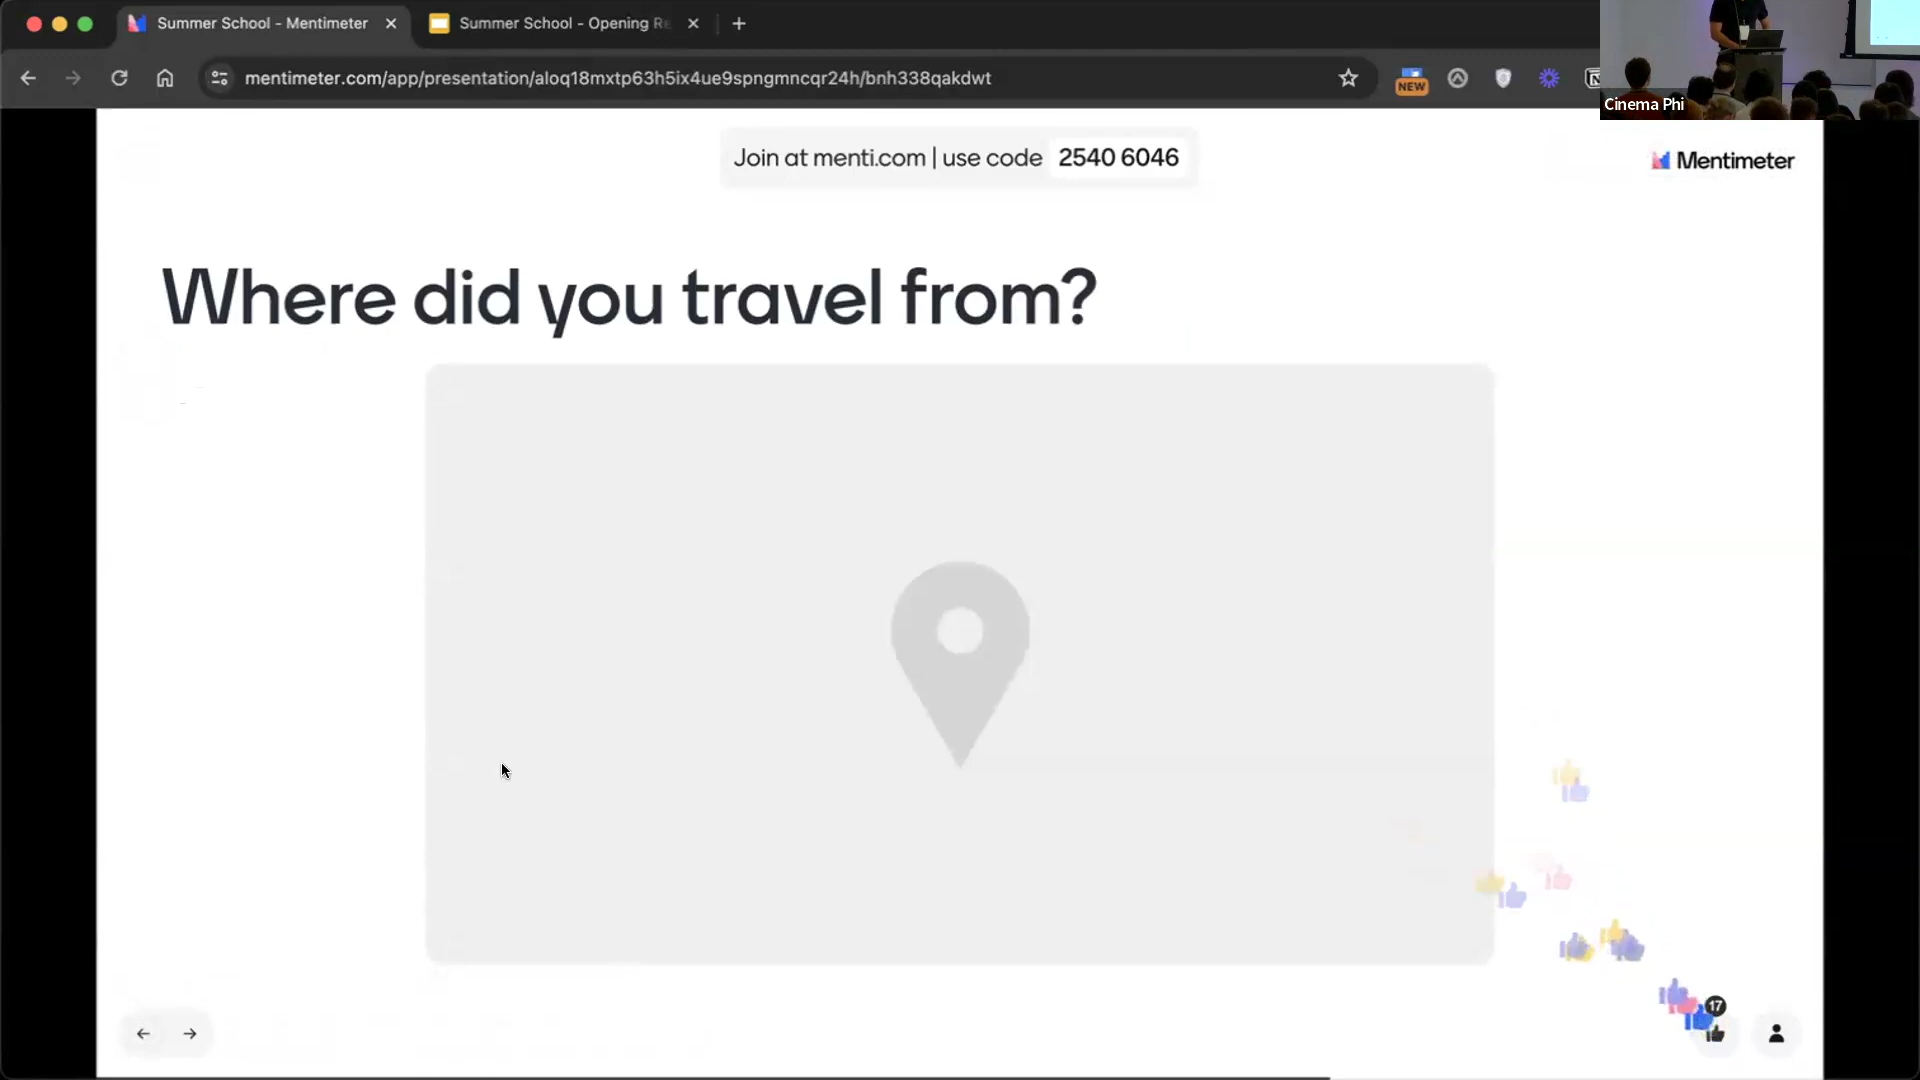 Summer School - Mentimeter
Summer School - Opening Re
mentimeter.com/app/presentation/aloq18mxtp63h5ix4ue9spngmncqr24h/bnh338qakdwt
NEW
Cinema Phi
Join at menti.com | use code 2540 6046
Mentimeter
Where did you travel from?
17